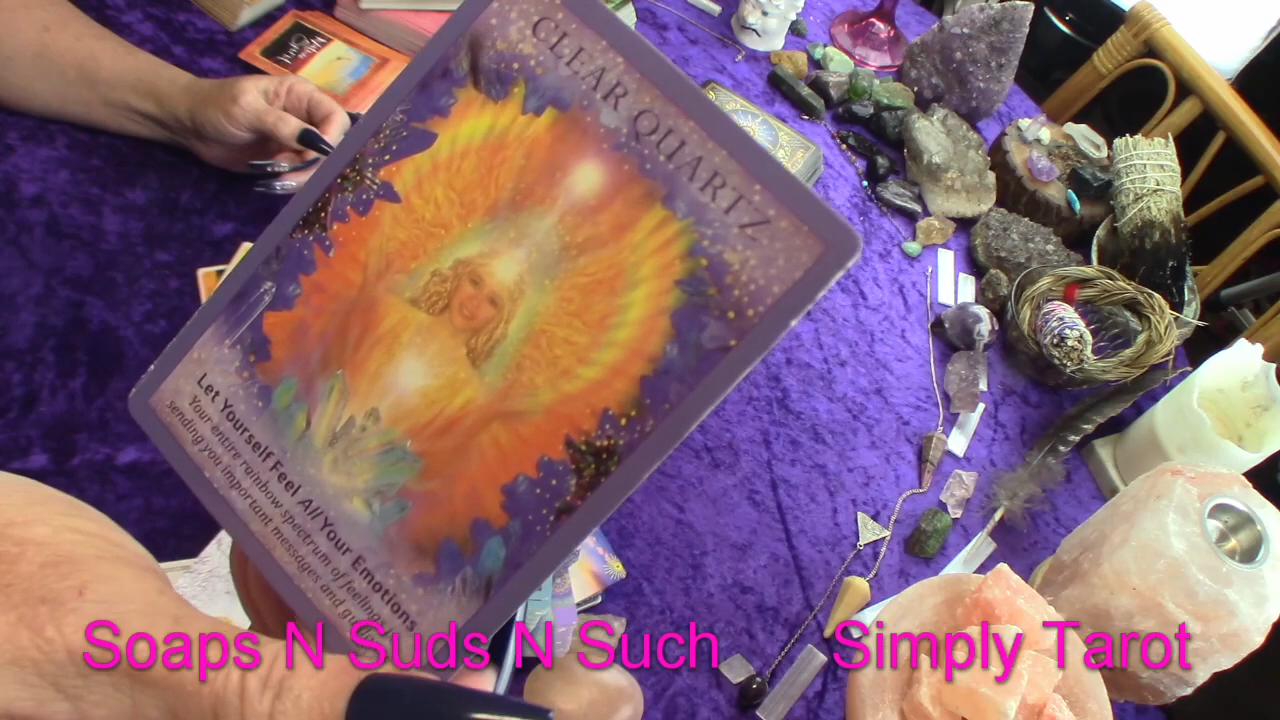 CLEAR QUARTZ
Let Yourself Feel All Your Emotions
Your entire rainbow spectrum of feelings
sending you important messages and
Soaps N Suds N Such
Simply Tarot